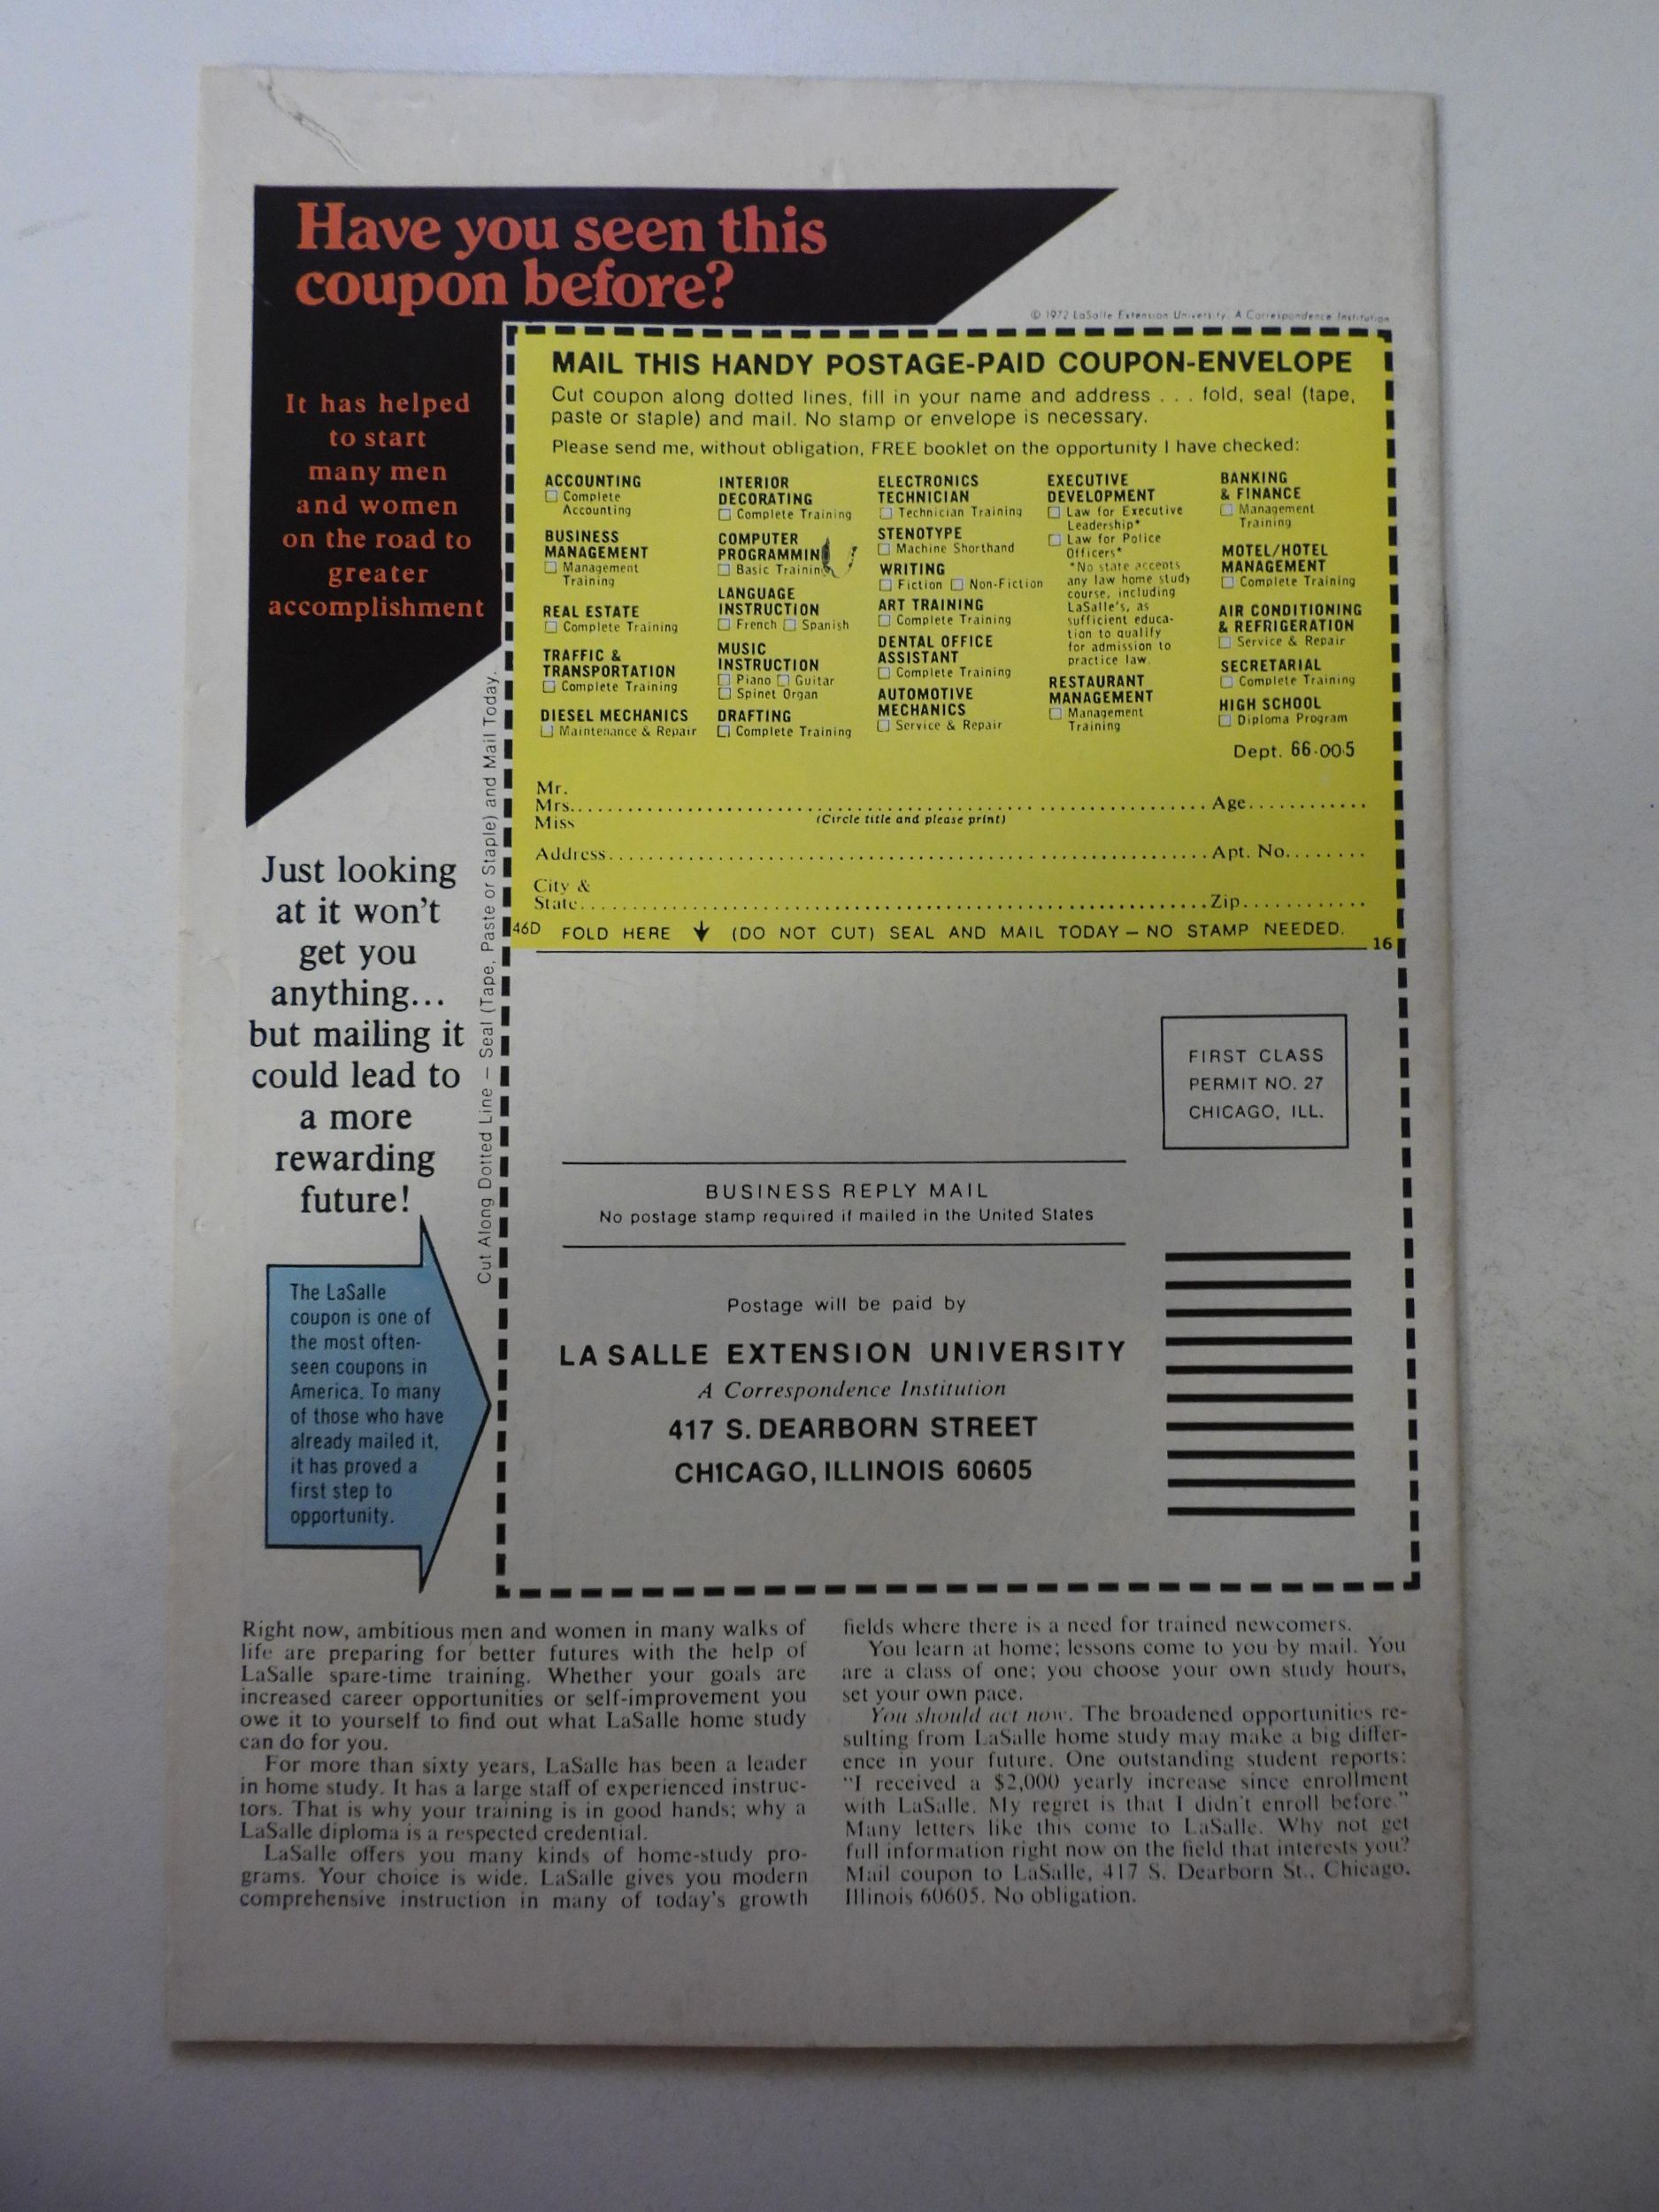 Have you seen this
coupon before?
© 1972 LaSalle Extension University, A Correspondence Institution
It has helped
to start
many men
and women
on the road to
greater
accomplishment
MAIL THIS HANDY POSTAGE-PAID COUPON-ENVELOPE
Cut coupon along dotted lines, fill in your name and address . . . fold, seal (tape,
paste or staple) and mail. No stamp or envelope is necessary.
Please send me, without obligation, FREE booklet on the opportunity I have checked:
ACCOUNTING
Complete
Accounting
BUSINESS
MANAGEMENT
Management
Training
REAL ESTATE
Complete Training
TRAFFIC &
TRANSPORTATION
Complete Training
DIESEL MECHANICS
Maintenance & Repair
INTERIOR
DECORATING
Complete Training
COMPUTER
PROGRAMMING
Basic Training
LANGUAGE
INSTRUCTION
French Spanish
MUSIC
INSTRUCTION
Piano Guitar
Spinet Organ
DRAFTING
Complete Training
ELECTRONICS
TECHNICIAN
Technician Training
STENOTYPE
Machine Shorthand
WRITING
Fiction Non-Fiction
ART TRAINING
Complete Training
DENTAL OFFICE
ASSISTANT
Complete Training
AUTOMOTIVE
MECHANICS
Service & Repair
EXECUTIVE
DEVELOPMENT
Law for Executive
Leadership*
Law for Police
Officers*
*No state accepts
any law home study
course, including
LaSalle's, as
sufficient educa-
tion to qualify
for admission to
practice law.
RESTAURANT
MANAGEMENT
Management
Training
BANKING
& FINANCE
Management
Training
MOTEL/HOTEL
MANAGEMENT
Complete Training
AIR CONDITIONING
& REFRIGERATION
Service & Repair
SECRETARIAL
Complete Training
HIGH SCHOOL
Diploma Program
Dept. 66-005
Mr.
Mrs. Age
Miss (Circle title and please print)
Address Apt. No.
City &
State Zip
46D FOLD HERE (DO NOT CUT) SEAL AND MAIL TODAY – NO STAMP NEEDED.
16
Cut Along Dotted Line – Seal (Tape, Paste or Staple) and Mail Today.
Just looking
at it won't
get you
anything...
but mailing it
could lead to
a more
rewarding
future!
The LaSalle
coupon is one of
the most often-
seen coupons in
America. To many
of those who have
already mailed it,
it has proved a
first step to
opportunity.
FIRST CLASS
PERMIT NO. 27
CHICAGO, ILL.
BUSINESS REPLY MAIL
No postage stamp required if mailed in the United States
Postage will be paid by
LA SALLE EXTENSION UNIVERSITY
A Correspondence Institution
417 S. DEARBORN STREET
CHICAGO, ILLINOIS 60605
Right now, ambitious men and women in many walks of
life are preparing for better futures with the help of
LaSalle spare-time training. Whether your goals are
increased career opportunities or self-improvement you
owe it to yourself to find out what LaSalle home study
can do for you.
For more than sixty years, LaSalle has been a leader
in home study. It has a large staff of experienced instruc-
tors. That is why your training is in good hands; why a
LaSalle diploma is a respected credential.
LaSalle offers you many kinds of home-study pro-
grams. Your choice is wide. LaSalle gives you modern
comprehensive instruction in many of today's growth
fields where there is a need for trained newcomers.
You learn at home; lessons come to you by mail. You
are a class of one; you choose your own study hours,
set your own pace.
You should act now. The broadened opportunities re-
sulting from LaSalle home study may make a big differ-
ence in your future. One outstanding student reports:
"I received a $2,000 yearly increase since enrollment
with LaSalle. My regret is that I didn't enroll before."
Many letters like this come to LaSalle. Why not get
full information right now on the field that interests you?
Mail coupon to LaSalle, 417 S. Dearborn St., Chicago,
Illinois 60605. No obligation.